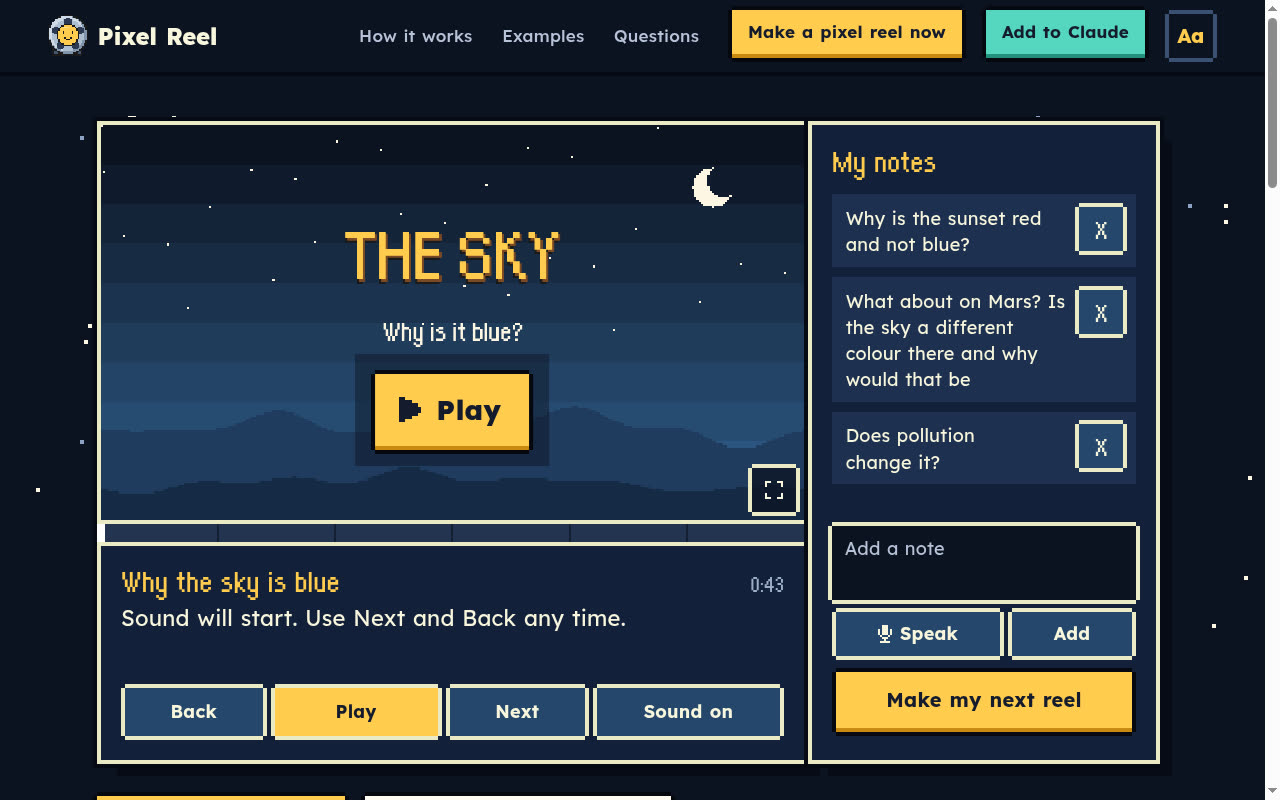 Pixel Reel
How it works
Examples
Questions
Make a pixel reel now
Add to Claude
Aa
THE SKY
Why is it blue?
Play
Why the sky is blue
0:43
Sound will start. Use Next and Back any time.
Back
Play
Next
Sound on
My notes
Why is the sunset red
and not blue?
X
What about on Mars? Is
the sky a different
colour there and why
would that be
X
Does pollution
change it?
X
Add a note
Speak
Add
Make my next reel